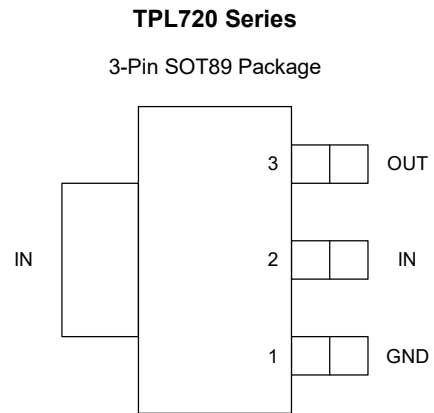 TPL720 Series
3-Pin SOT89 Package
3 OUT
IN 2 IN
1 GND